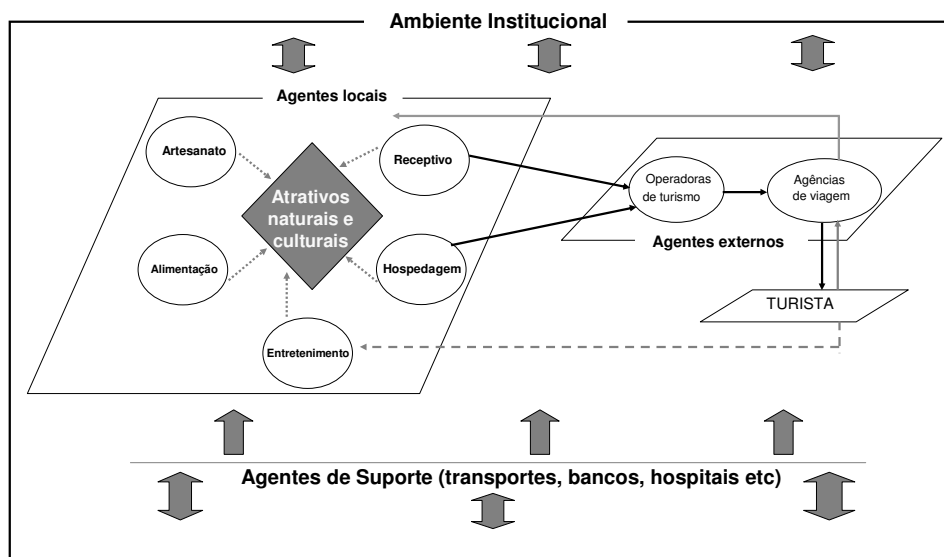 Ambiente Institucional
Agentes locais
Artesanato
Receptivo
Atrativos
naturais e
culturais
Alimentação
Hospedagem
Entretenimento
Operadoras
de turismo
Agências
de viagem
Agentes externos
TURISTA
Agentes de Suporte (transportes, bancos, hospitais etc)